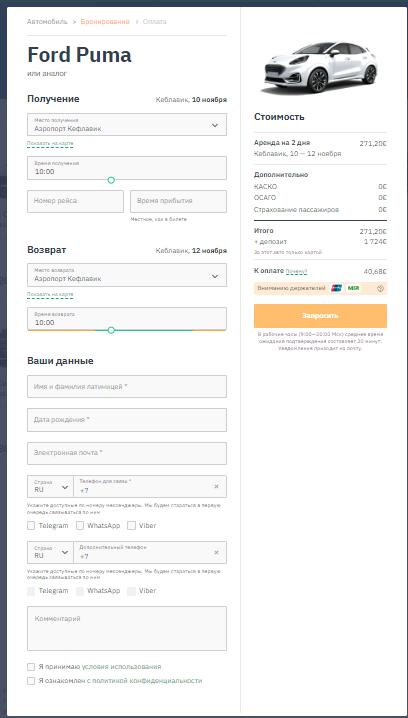 Автомобиль > Бронирование > Оплата
Ford Puma
или аналог
Получение
Кеблавик, 10 ноября
Место получения
Аэропорт Кефлавик
Показать на карте
Время получения
10:00
Номер рейса
Время прибытия
Местное, как в билете
Возврат
Кеблавик, 12 ноября
Место возврата
Аэропорт Кефлавик
Показать на карте
Время возврата
10:00
Ваши данные
Имя и фамилия латиницей *
Дата рождения *
Электронная почта *
Страна
RU
Телефон для связи *
+7
×
Укажите доступные по номеру мессенджеры. Мы будем стараться в первую
очередь связываться по ним
Telegram
WhatsApp
Viber
Страна
RU
Дополнительный телефон
+7
×
Укажите доступные по номеру мессенджеры. Мы будем стараться в первую
очередь связываться по ним
Telegram
WhatsApp
Viber
Комментарий
Я принимаю условия использования
Я ознакомлен с политикой конфиденциальности
Стоимость
Аренда на 2 дня 271,20€
Кеблавик, 10 — 12 ноября
Дополнительно
КАСКО 0€
ОСАГО 0€
Страхование пассажиров 0€
Итого 271,20€
+ депозит 1 724€
За этот авто только картой
К оплате Почему? 40,68€
Вниманию держателей JCB МИР
Запросить
В рабочие часы (9:00—20:00 Мск) среднее время
ожидания подтверждения составляет 20 минут.
Уведомления приходят на почту.